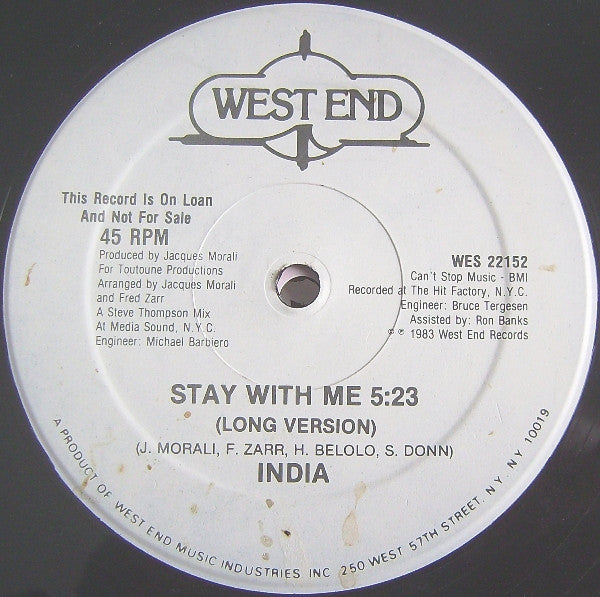 WEST END
This Record Is On Loan
And Not For Sale
45 RPM
Produced by Jacques Morali
For Toutoune Productions
Arranged by Jacques Morali
and Fred Zarr
A Steve Thompson Mix
At Media Sound, N.Y.C.
Engineer: Michael Barbiero
WES 22152
Can't Stop Music - BMI
Recorded at The Hit Factory, N.Y.C.
Engineer: Bruce Tergesen
Assisted by: Ron Banks
© ℗ 1983 West End Records
STAY WITH ME 5:23
(LONG VERSION)
(J. MORALI, F. ZARR, H. BELOLO, S. DONN)
INDIA
A PRODUCT OF WEST END MUSIC INDUSTRIES INC 250 WEST 57TH STREET, N.Y. NY 10019